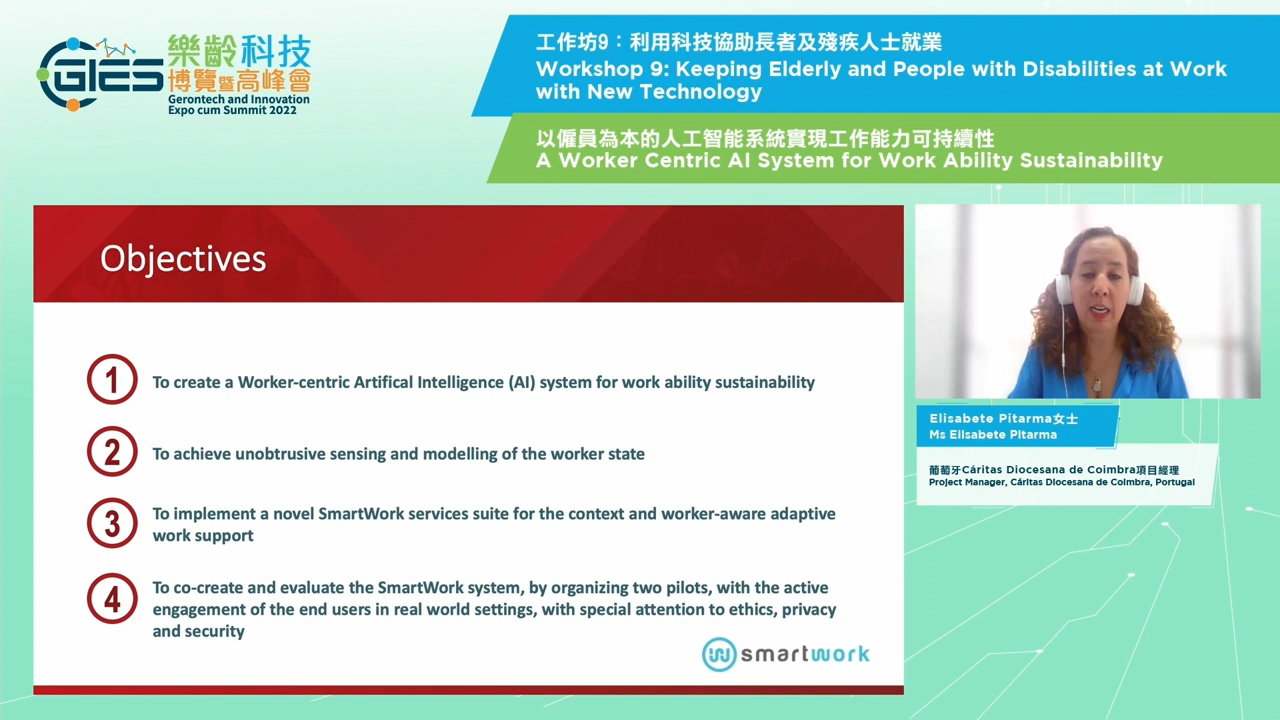 GIES
樂齡科技
博覽暨高峰會
Gerontech and Innovation
Expo cum Summit 2022
工作坊9：利用科技協助長者及殘疾人士就業
Workshop 9: Keeping Elderly and People with Disabilities at Work
with New Technology
以僱員為本的人工智能系統實現工作能力可持續性
A Worker Centric AI System for Work Ability Sustainability
Objectives
1 To create a Worker-centric Artifical Intelligence (AI) system for work ability sustainability
2 To achieve unobtrusive sensing and modelling of the worker state
3 To implement a novel SmartWork services suite for the context and worker-aware adaptive
work support
4 To co-create and evaluate the SmartWork system, by organizing two pilots, with the active
engagement of the end users in real world settings, with special attention to ethics, privacy
and security
smartwork
Elisabete Pitarma女士
Ms Elisabete Pitarma
葡萄牙Cáritas Diocesana de Coimbra項目經理
Project Manager, Cáritas Diocesana de Coimbra, Portugal